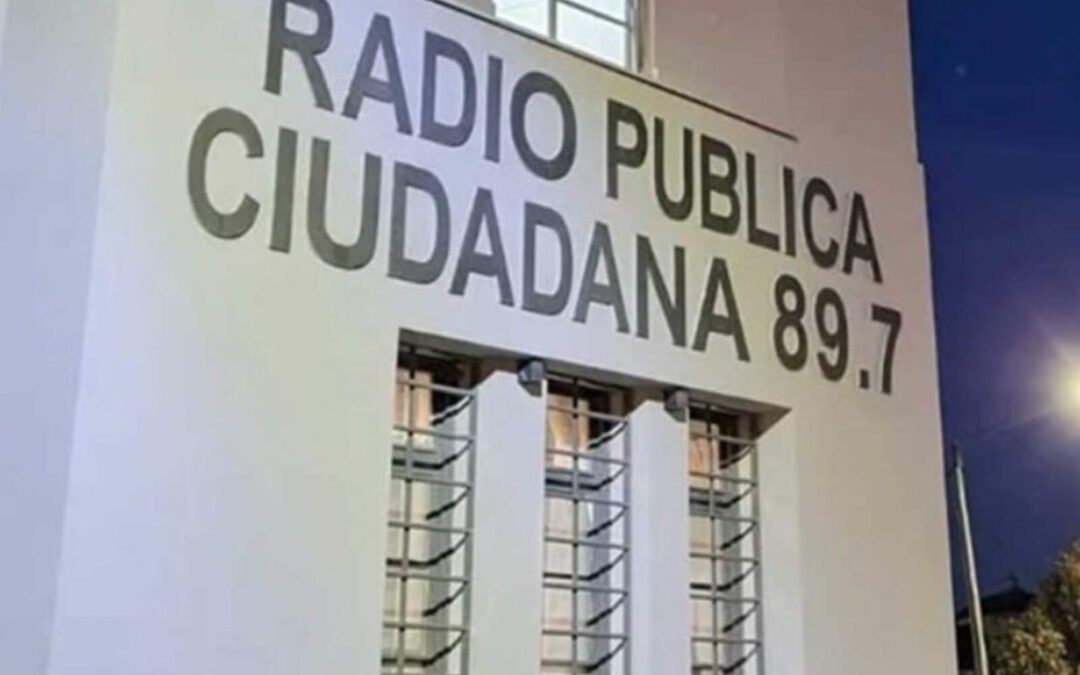 RADIO PUBLICA
CIUDADANA 89.7